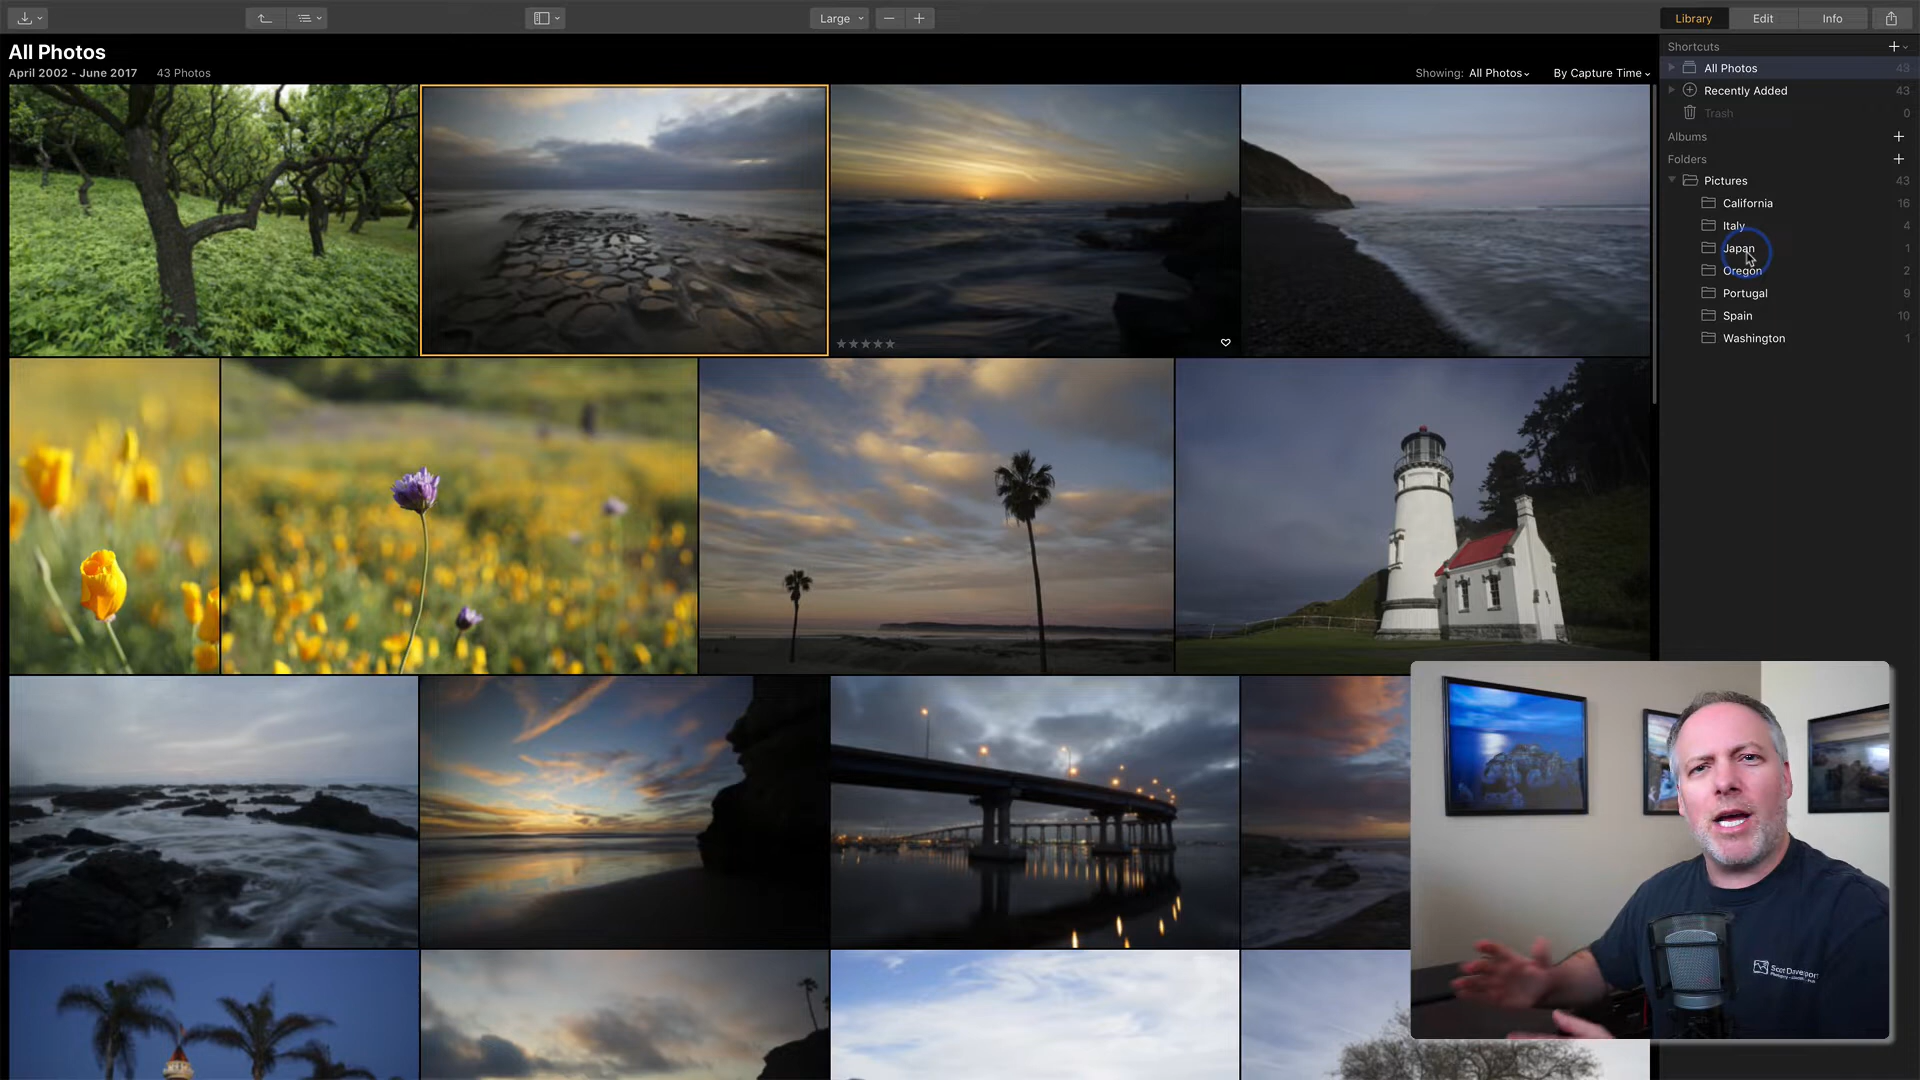 Large
Library
Edit
Info
All Photos
April 2002 - June 2017
43 Photos
Showing: All Photos
By Capture Time
Shortcuts
All Photos
43
Recently Added
43
Trash
0
Albums
Folders
Pictures
43
California
16
Italy
4
Japan
1
Oregon
2
Portugal
9
Spain
10
Washington
1
Scott Davenport